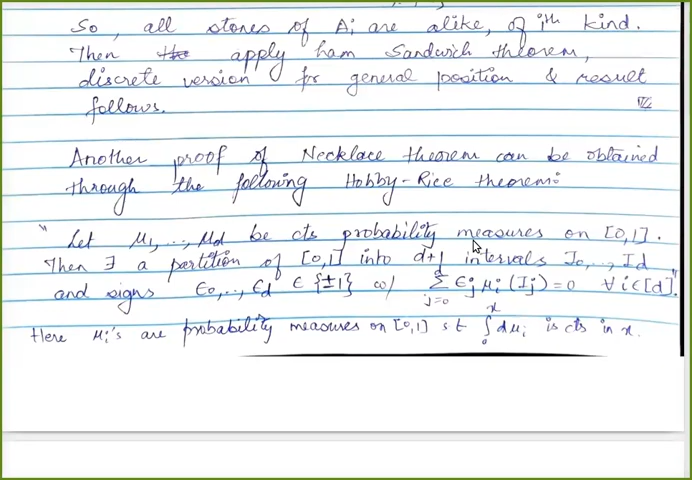 So, all stones of Aᵢ are alike, of iᵗʰ kind.
Then apply ham Sandwich theorem,
discrete version for general position & result
follows.
Another proof of Necklace theorem can be obtained
through the following Hobby-Rice theorem:
"Let μ₁, ..., μd be cts probability measures on [0,1].
Then ∃ a partition of [0,1] into d+1 intervals I₀, ..., Id
and signs ε₀, ..., εd ∈ {±1} w/ Σ_{j=0}^{d} εⱼ μᵢ(Iⱼ) = 0 ∀ i ∈ [d]."
Here μᵢ's are probability measures on [0,1] st ∫₀ˣ dμᵢ is cts in x.